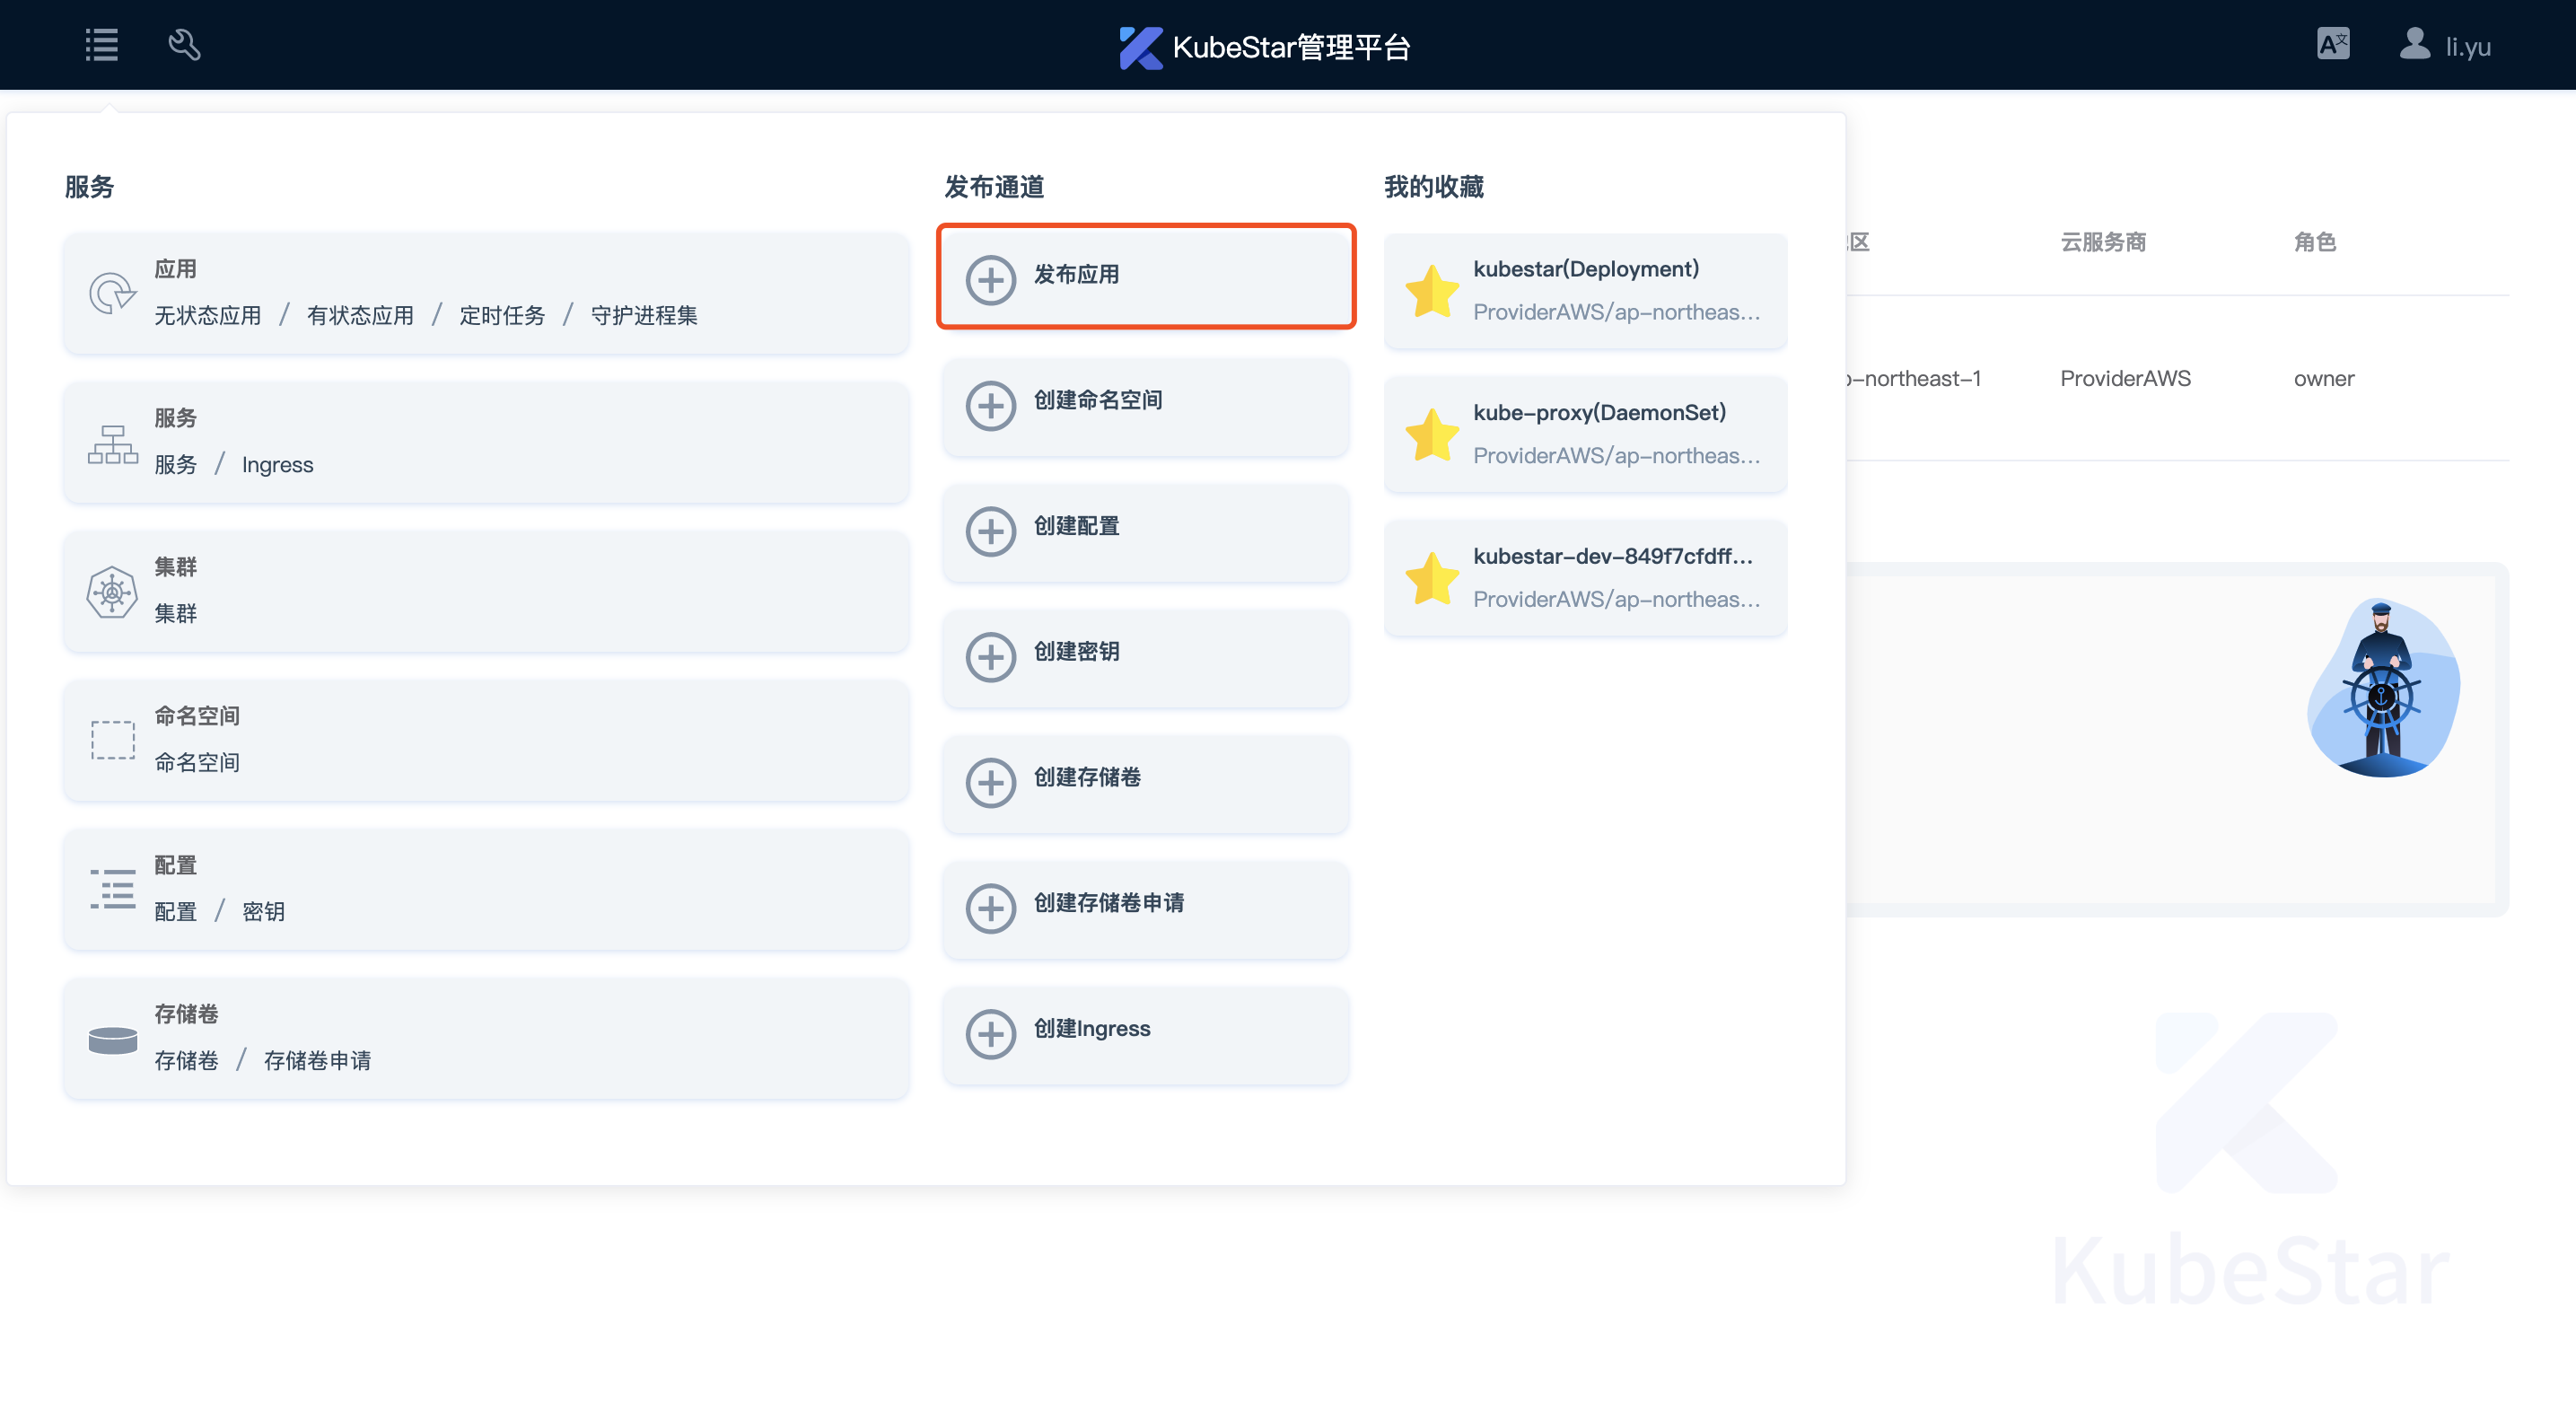 KubeStar管理平台
A文
li.yu
服务
应用
无状态应用 / 有状态应用 / 定时任务 / 守护进程集
服务
服务 / Ingress
集群
集群
命名空间
命名空间
配置
配置 / 密钥
存储卷
存储卷 / 存储卷申请
发布通道
发布应用
创建命名空间
创建配置
创建密钥
创建存储卷
创建存储卷申请
创建Ingress
我的收藏
kubestar(Deployment)
ProviderAWS/ap-northeas...
kube-proxy(DaemonSet)
ProviderAWS/ap-northeas...
kubestar-dev-849f7cfdff...
ProviderAWS/ap-northeas...
区 云服务商 角色
-northeast-1 ProviderAWS owner
KubeStar